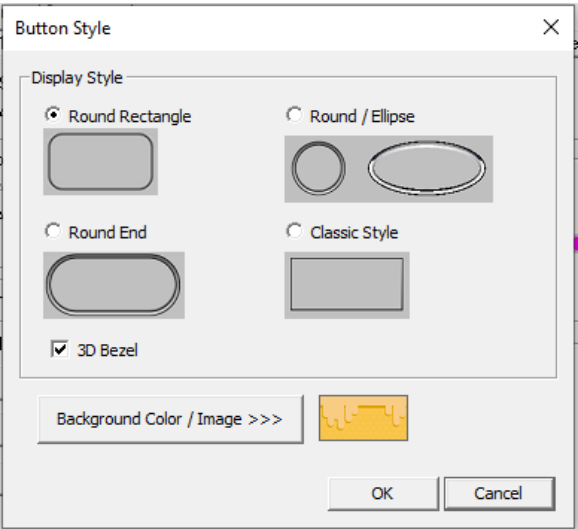 Button Style
Display Style
Round Rectangle
Round / Ellipse
Round End
Classic Style
3D Bezel
Background Color / Image >>>
OK
Cancel